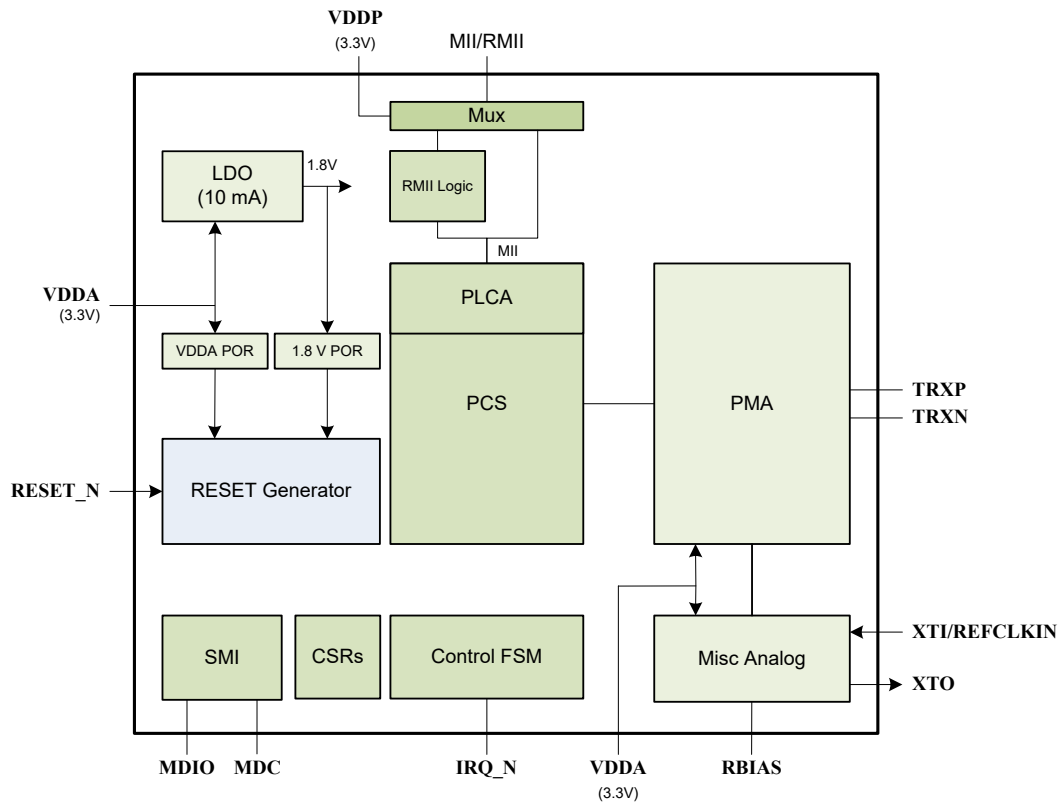 VDDP
(3.3V)
MII/RMII
Mux
LDO
(10 mA)
1.8V
RMII Logic
MII
VDDA
(3.3V)
PLCA
VDDA POR
1.8 V POR
PCS
PMA
TRXP
TRXN
RESET_N
RESET Generator
SMI
CSRs
Control FSM
Misc Analog
XTI/REFCLKIN
XTO
MDIO
MDC
IRQ_N
VDDA
(3.3V)
RBIAS